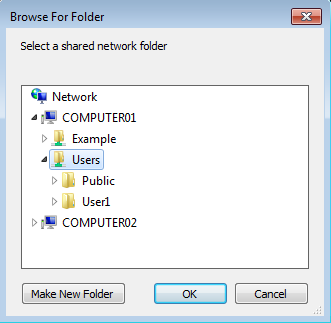 Browse For Folder
Select a shared network folder
Network
COMPUTER01
Example
Users
Public
User1
COMPUTER02
Make New Folder
OK
Cancel